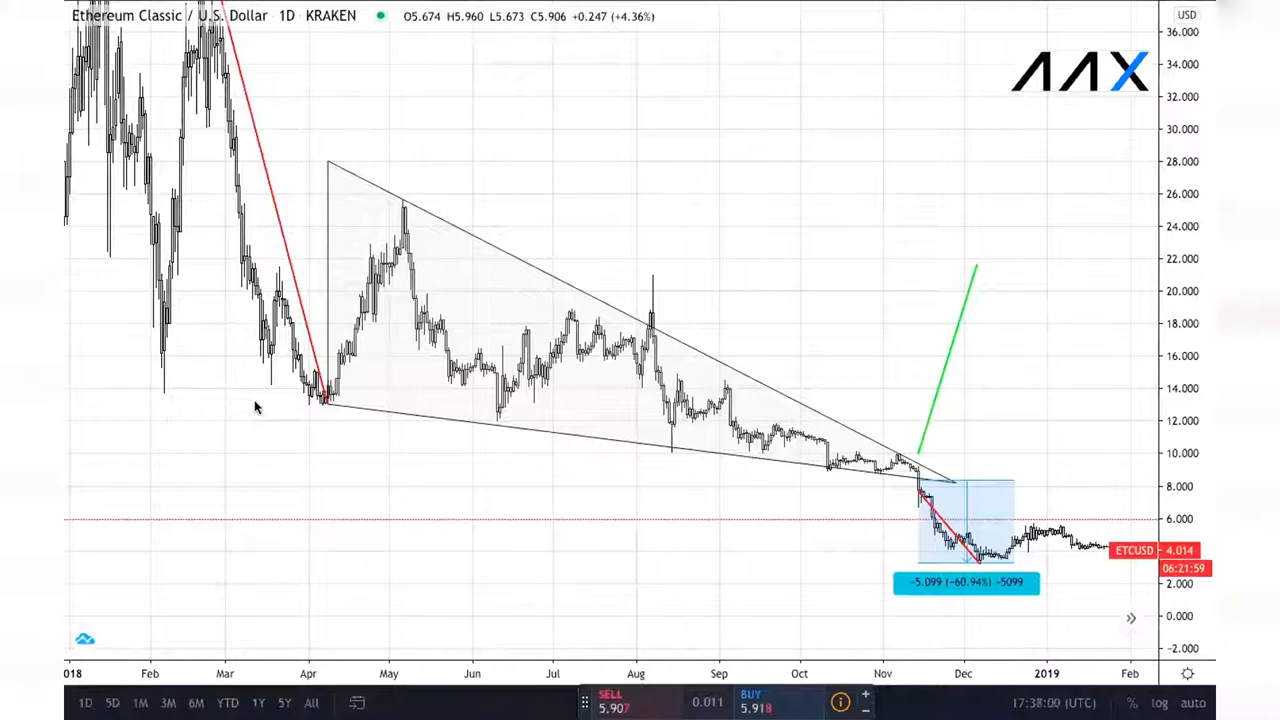 Ethereum Classic / U.S. Dollar 1D KRAKEN O5.674 H5.960 L5.673 C5.906 +0.247 (+4.36%)
USD
AAX
36.000
34.000
32.000
30.000
28.000
26.000
24.000
22.000
20.000
18.000
16.000
14.000
12.000
10.000
8.000
6.000
ETCUSD 4.014
06:21:59
-5.099 (-60.94%) -5099
2.000
0.000
-2.000
018 Feb Mar Apr May Jun Jul Aug Sep Oct Nov Dec 2019 Feb
1D 5D 1M 3M 6M YTD 1Y 5Y All
SELL
5.907
0.011
BUY
5.918
17:38:00 (UTC) % log auto